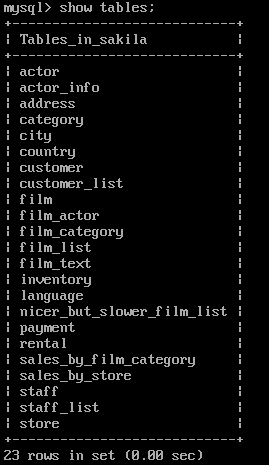 mysql> show tables;
+----------------------------+
¦ Tables_in_sakila           ¦
+----------------------------+
¦ actor                      ¦
¦ actor_info                 ¦
¦ address                    ¦
¦ category                   ¦
¦ city                       ¦
¦ country                    ¦
¦ customer                   ¦
¦ customer_list              ¦
¦ film                       ¦
¦ film_actor                 ¦
¦ film_category              ¦
¦ film_list                  ¦
¦ film_text                  ¦
¦ inventory                  ¦
¦ language                   ¦
¦ nicer_but_slower_film_list ¦
¦ payment                    ¦
¦ rental                     ¦
¦ sales_by_film_category     ¦
¦ sales_by_store             ¦
¦ staff                      ¦
¦ staff_list                 ¦
¦ store                      ¦
+----------------------------+
23 rows in set (0.00 sec)